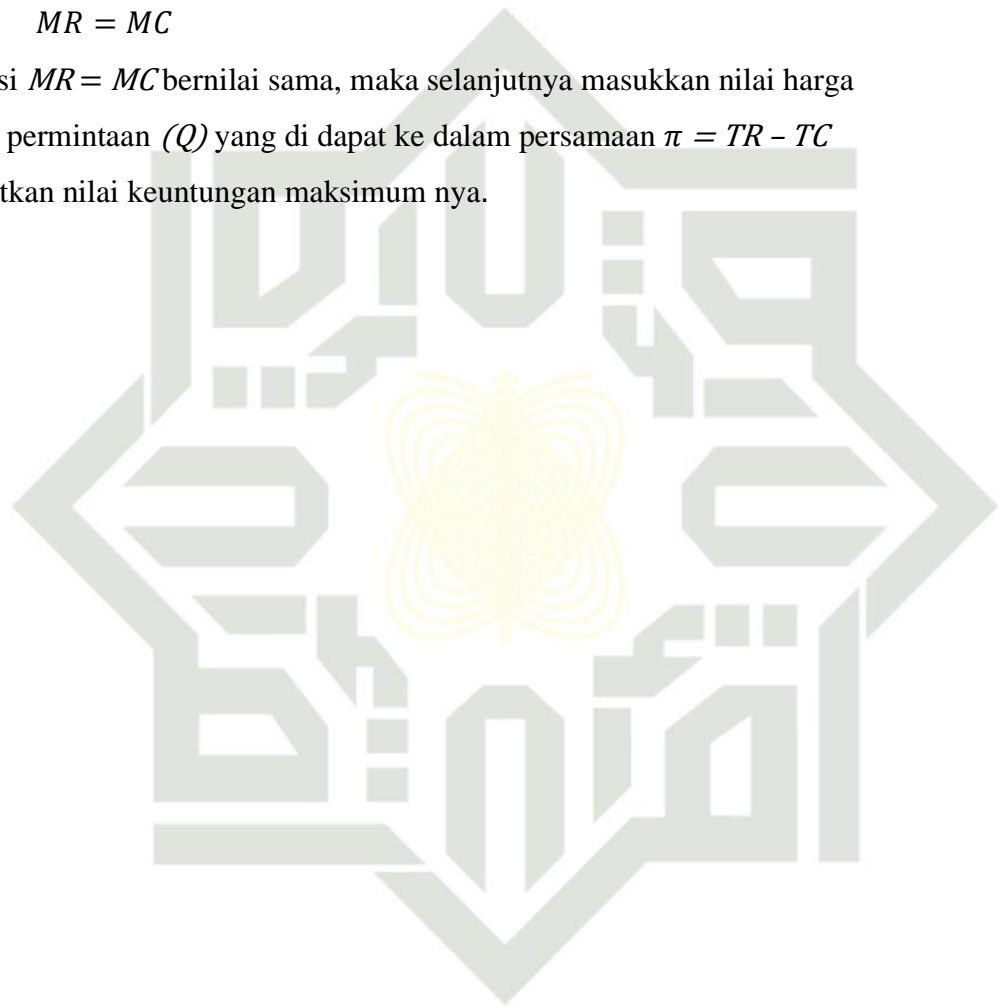 MR = MC
si MR = MC bernilai sama, maka selanjutnya masukkan nilai harga
permintaan (Q) yang di dapat ke dalam persamaan π = TR – TC
tkan nilai keuntungan maksimum nya.